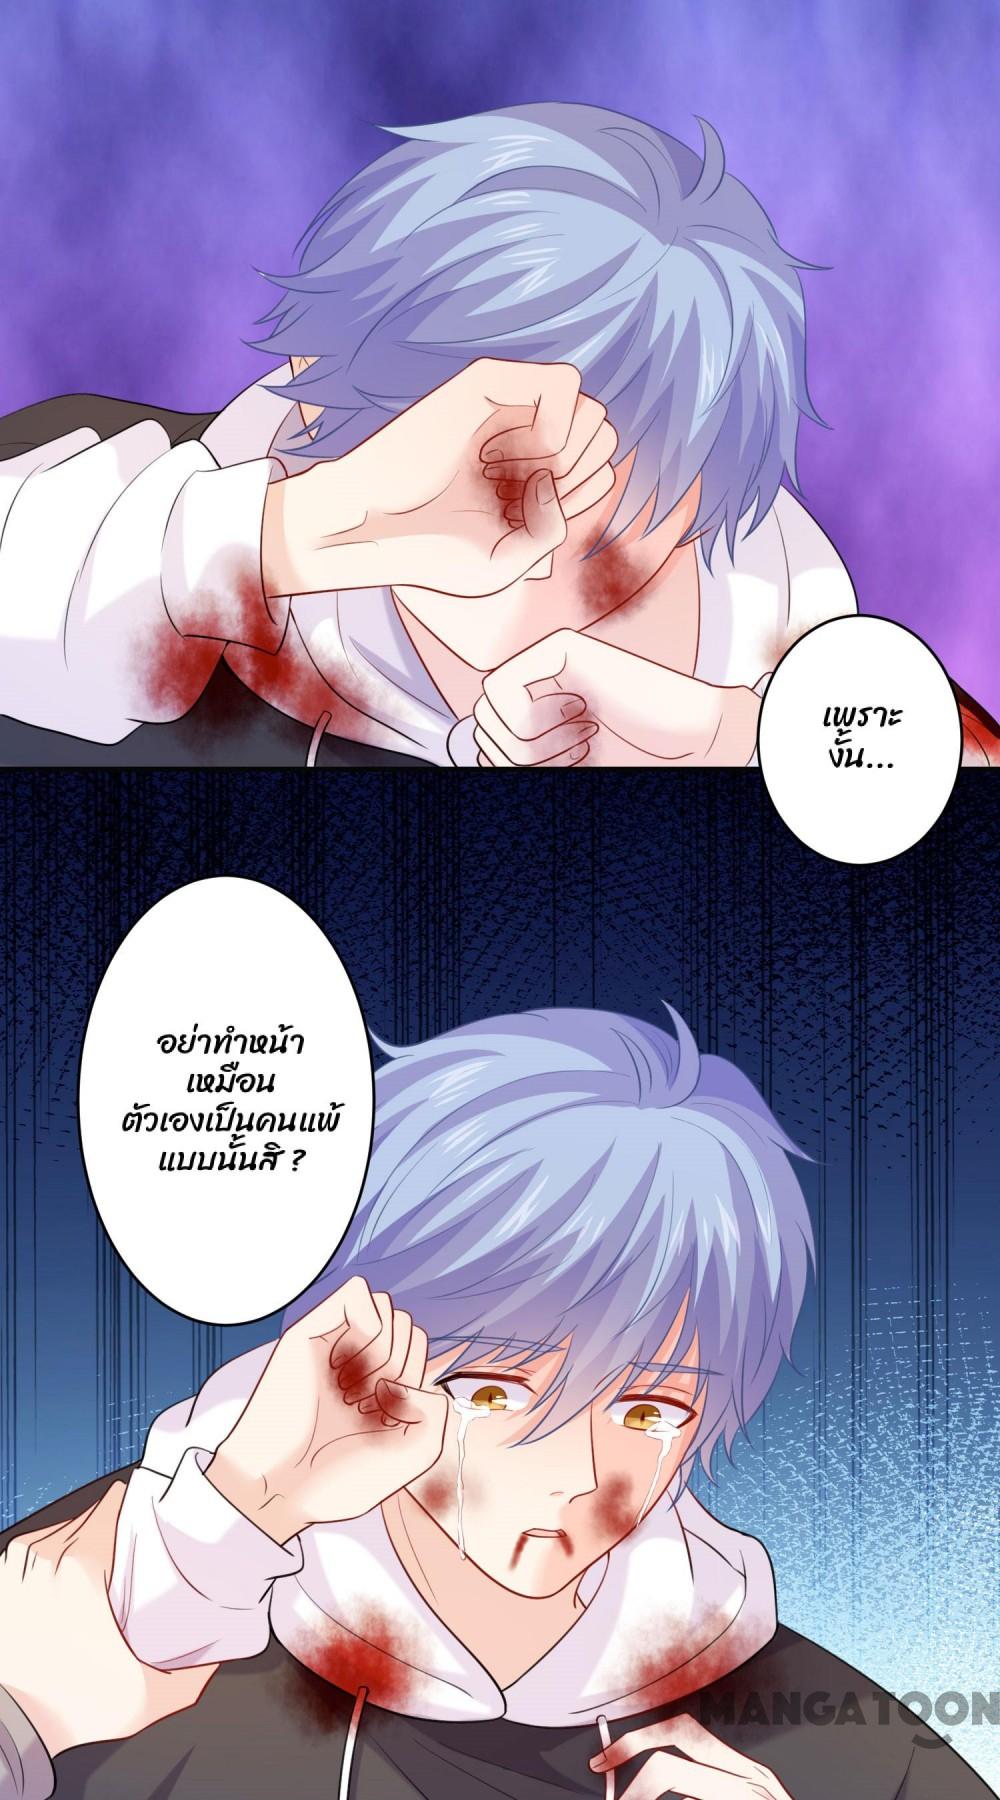 เพราะ
งั้น...
อย่าทำหน้า
เหมือน
ตัวเองเป็นคนแพ้
แบบนั้นสิ ?
MANGATOON